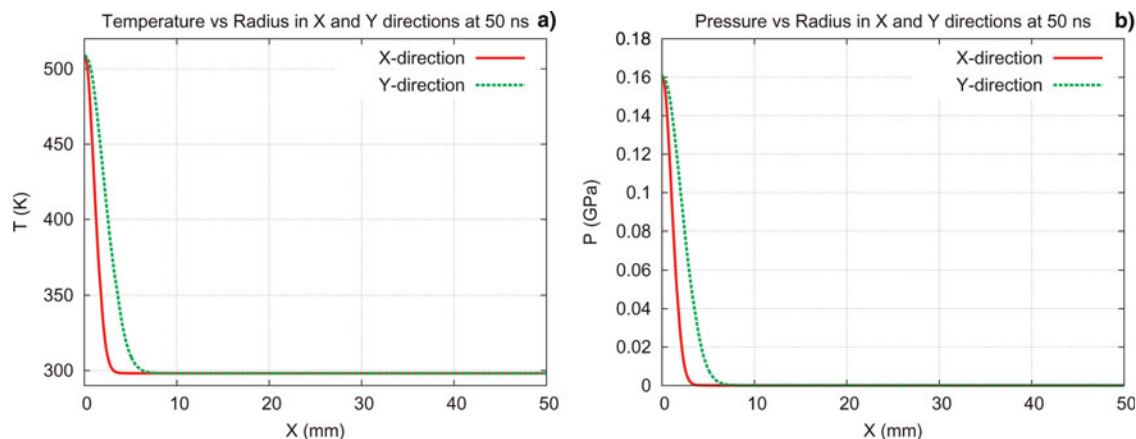 Temperature vs Radius in X and Y directions at 50 ns a)
X-direction
Y-direction
500
450
400
350
300
T (K)
0 10 20 30 40 50
X (mm)
Pressure vs Radius in X and Y directions at 50 ns b)
X-direction
Y-direction
0.18
0.16
0.14
0.12
0.1
0.08
0.06
0.04
0.02
0
P (GPa)
0 10 20 30 40 50
X (mm)